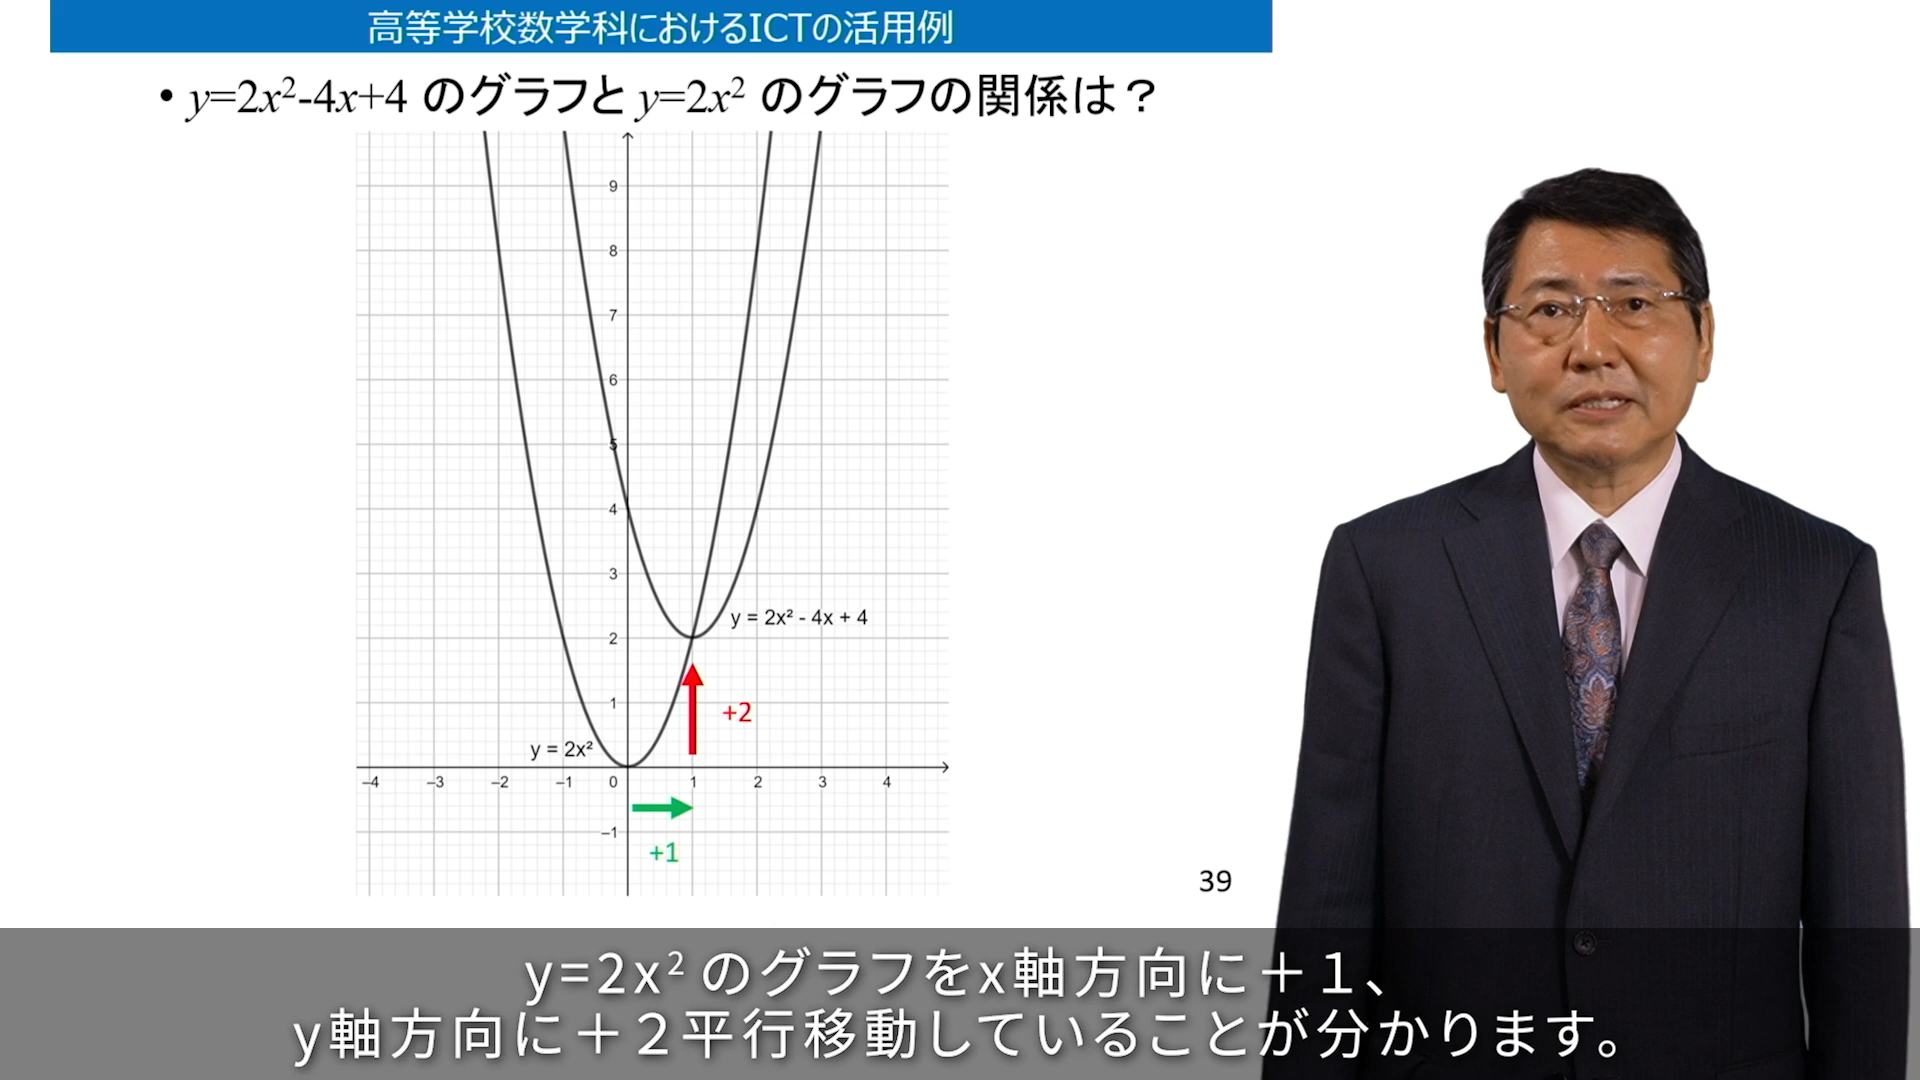 高等学校数学科におけるICTの活用例
• y=2x²-4x+4 のグラフと y=2x² のグラフの関係は？
9
8
7
6
5
4
3
y = 2x² - 4x + 4
2
1
+2
y = 2x²
–4 –3 –2 –1 0 1 2 3 4
–1
+1
39
y=2x²のグラフをx軸方向に＋１、
y軸方向に＋２平行移動していることが分かります。